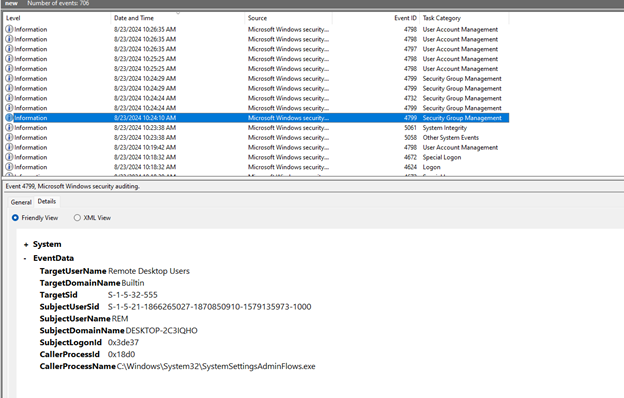 new Number of events: 706
Level Date and Time Source Event ID Task Category
Information 8/23/2024 10:26:35 AM Microsoft Windows security... 4798 User Account Management
Information 8/23/2024 10:26:35 AM Microsoft Windows security... 4798 User Account Management
Information 8/23/2024 10:26:35 AM Microsoft Windows security... 4797 User Account Management
Information 8/23/2024 10:25:25 AM Microsoft Windows security... 4798 User Account Management
Information 8/23/2024 10:25:25 AM Microsoft Windows security... 4798 User Account Management
Information 8/23/2024 10:24:29 AM Microsoft Windows security... 4799 Security Group Management
Information 8/23/2024 10:24:29 AM Microsoft Windows security... 4799 Security Group Management
Information 8/23/2024 10:24:24 AM Microsoft Windows security... 4732 Security Group Management
Information 8/23/2024 10:24:24 AM Microsoft Windows security... 4799 Security Group Management
Information 8/23/2024 10:24:10 AM Microsoft Windows security... 4799 Security Group Management
Information 8/23/2024 10:23:38 AM Microsoft Windows security... 5061 System Integrity
Information 8/23/2024 10:23:38 AM Microsoft Windows security... 5058 Other System Events
Information 8/23/2024 10:19:42 AM Microsoft Windows security... 4798 User Account Management
Information 8/23/2024 10:18:32 AM Microsoft Windows security... 4672 Special Logon
Information 8/23/2024 10:18:32 AM Microsoft Windows security... 4624 Logon
Event 4799, Microsoft Windows security auditing.
General Details
Friendly View XML View
+ System
- EventData
TargetUserName Remote Desktop Users
TargetDomainName Builtin
TargetSid S-1-5-32-555
SubjectUserSid S-1-5-21-1866265027-1870850910-1579135973-1000
SubjectUserName REM
SubjectDomainName DESKTOP-2C3IQHO
SubjectLogonId 0x3de37
CallerProcessId 0x18d0
CallerProcessName C:\Windows\System32\SystemSettingsAdminFlows.exe